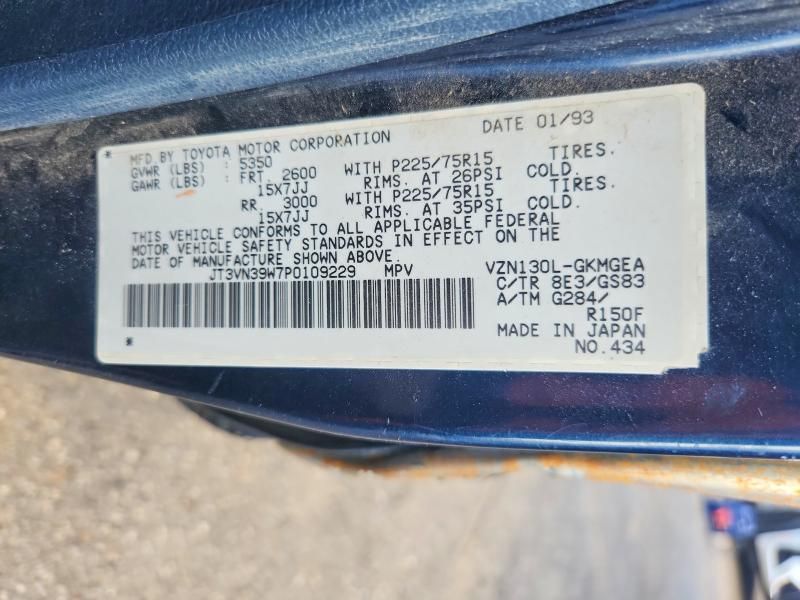 MFD.BY TOYOTA MOTOR CORPORATION DATE 01/93
GVWR (LBS) : 5350
GAWR (LBS) : FRT. 2600 WITH P225/75R15 TIRES.
15X7JJ RIMS. AT 26PSI COLD.
RR. 3000 WITH P225/75R15 TIRES.
15X7JJ RIMS. AT 35PSI COLD.
THIS VEHICLE CONFORMS TO ALL APPLICABLE FEDERAL
MOTOR VEHICLE SAFETY STANDARDS IN EFFECT ON THE
DATE OF MANUFACTURE SHOWN ABOVE.
JT3VN39W7P0109229 MPV VZN130L-GKMGEA
C/TR 8E3/GS83
A/TM G284/
R150F
MADE IN JAPAN
NO.434